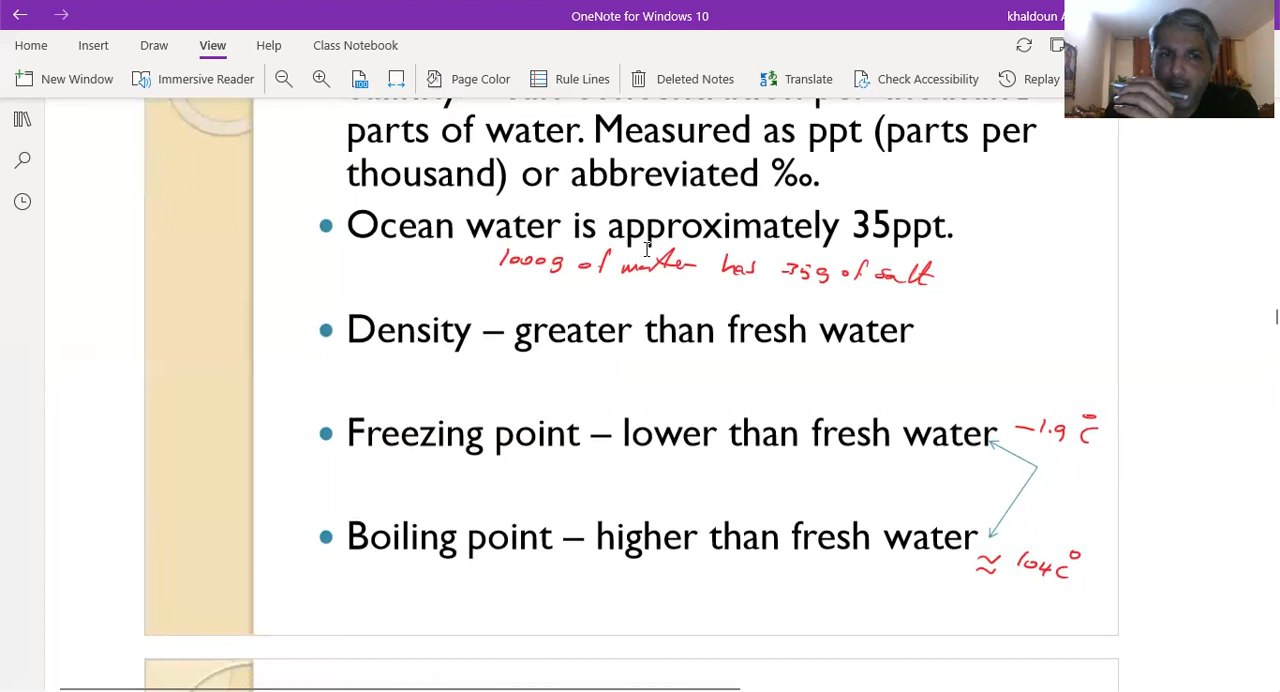 OneNote for Windows 10
khaldoun
Home Insert Draw View Help Class Notebook
New Window Immersive Reader Page Color Rule Lines Deleted Notes Translate Check Accessibility Replay
parts of water. Measured as ppt (parts per
thousand) or abbreviated ‰.
Ocean water is approximately 35ppt.
1000g of water has 35g of salt
Density – greater than fresh water
Freezing point – lower than fresh water -1.9 C
Boiling point – higher than fresh water
≈ 104C°